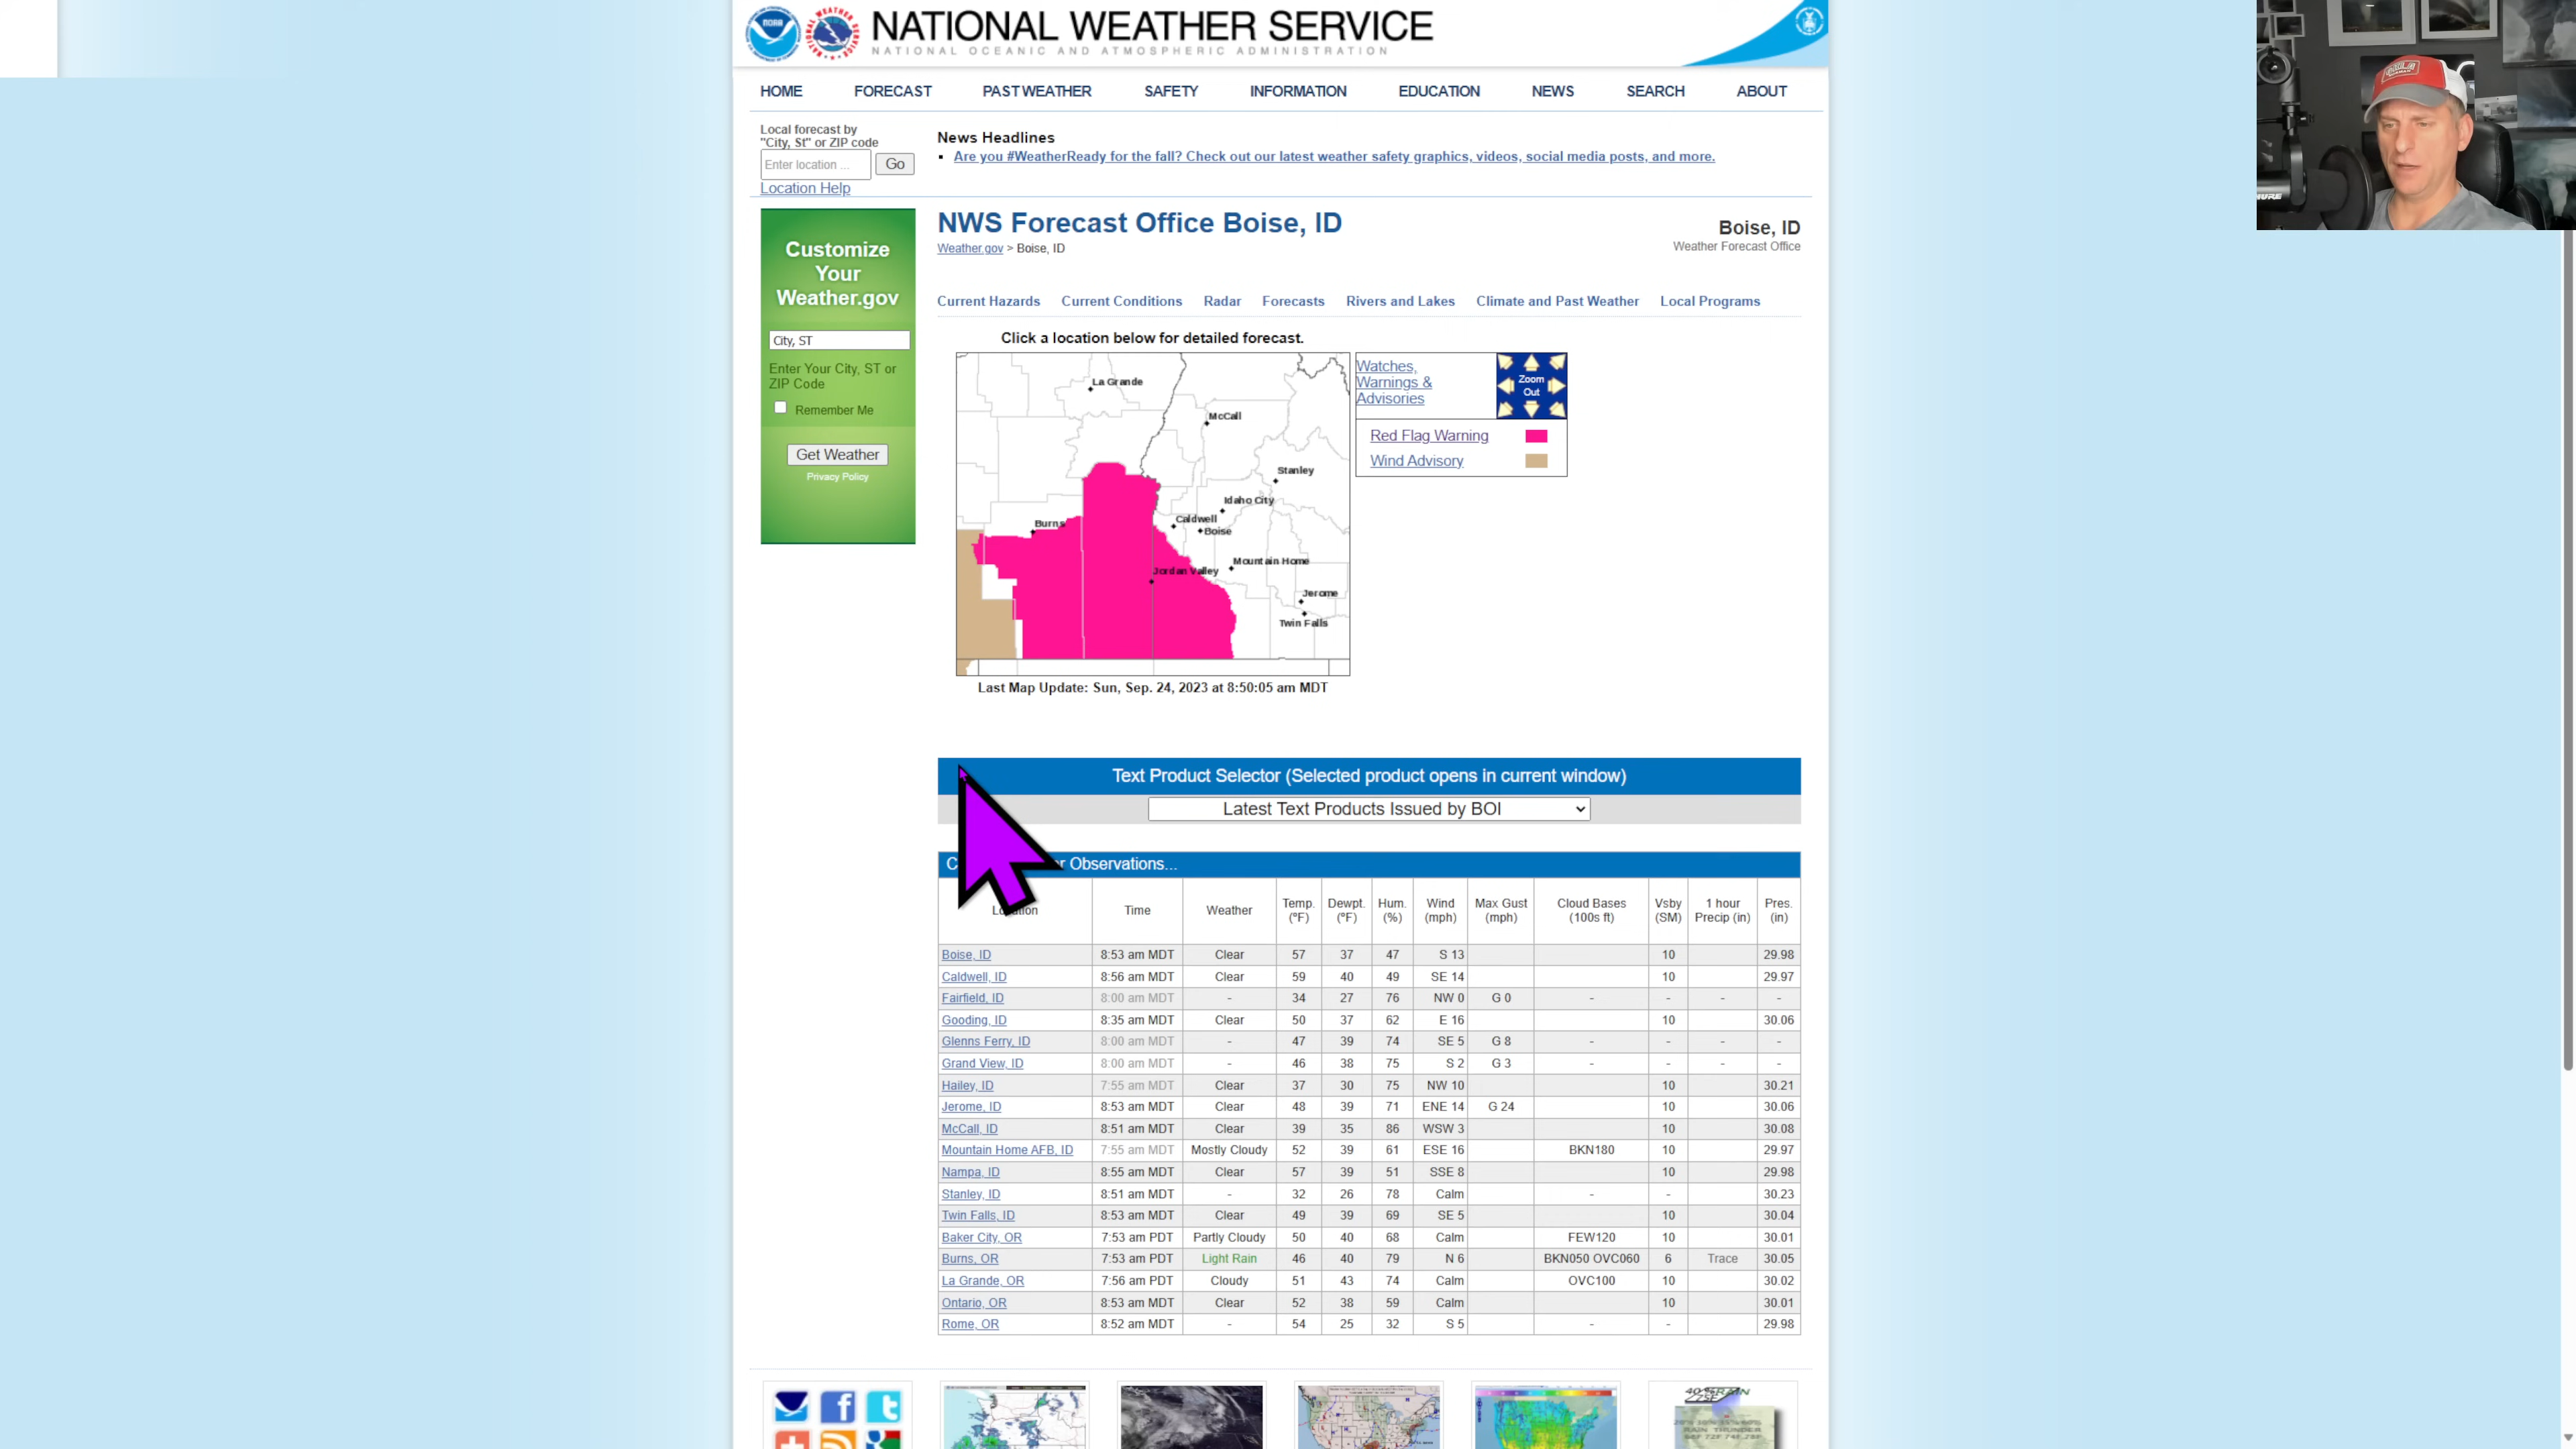 NATIONAL WEATHER SERVICE
NATIONAL OCEANIC AND ATMOSPHERIC ADMINISTRATION
HOME FORECAST PAST WEATHER SAFETY INFORMATION EDUCATION NEWS SEARCH ABOUT
Local forecast by
"City, St" or ZIP code
Enter location ... Go
Location Help
News Headlines
Are you #WeatherReady for the fall? Check out our latest weather safety graphics, videos, social media posts, and more.
Customize
Your
Weather.gov
City, ST
Enter Your City, ST or
ZIP Code
Remember Me
Get Weather
Privacy Policy
NWS Forecast Office Boise, ID
Weather.gov > Boise, ID
Boise, ID
Weather Forecast Office
Current Hazards Current Conditions Radar Forecasts Rivers and Lakes Climate and Past Weather Local Programs
Click a location below for detailed forecast.
La Grande
McCall
Stanley
Idaho City
Burns
Caldwell
Boise
Mountain Home
Jordan Valley
Jerome
Twin Falls
Watches,
Warnings &
Advisories
Zoom
Out
Red Flag Warning
Wind Advisory
Last Map Update: Sun, Sep. 24, 2023 at 8:50:05 am MDT
Text Product Selector (Selected product opens in current window)
Latest Text Products Issued by BOI
Observations...
Time Weather Temp. (ºF) Dewpt. (ºF) Hum. (%) Wind (mph) Max Gust (mph) Cloud Bases (100s ft) Vsby (SM) 1 hour Precip (in) Pres. (in)
Boise, ID 8:53 am MDT Clear 57 37 47 S 13 10 29.98
Caldwell, ID 8:56 am MDT Clear 59 40 49 SE 14 10 29.97
Fairfield, ID 8:00 am MDT - 34 27 76 NW 0 G 0 - - - -
Gooding, ID 8:35 am MDT Clear 50 37 62 E 16 10 30.06
Glenns Ferry, ID 8:00 am MDT - 47 39 74 SE 5 G 8 - - - -
Grand View, ID 8:00 am MDT - 46 38 75 S 2 G 3 - - - -
Hailey, ID 7:55 am MDT Clear 37 30 75 NW 10 10 30.21
Jerome, ID 8:53 am MDT Clear 48 39 71 ENE 14 G 24 10 30.06
McCall, ID 8:51 am MDT Clear 39 35 86 WSW 3 10 30.08
Mountain Home AFB, ID 7:55 am MDT Mostly Cloudy 52 39 61 ESE 16 BKN180 10 29.97
Nampa, ID 8:55 am MDT Clear 57 39 51 SSE 8 10 29.98
Stanley, ID 8:51 am MDT - 32 26 78 Calm - - 30.23
Twin Falls, ID 8:53 am MDT Clear 49 39 69 SE 5 10 30.04
Baker City, OR 7:53 am PDT Partly Cloudy 50 40 68 Calm FEW120 10 30.01
Burns, OR 7:53 am PDT Light Rain 46 40 79 N 6 BKN050 OVC060 6 Trace 30.05
La Grande, OR 7:56 am PDT Cloudy 51 43 74 Calm OVC100 10 30.02
Ontario, OR 8:53 am MDT Clear 52 38 59 Calm 10 30.01
Rome, OR 8:52 am MDT - 54 25 32 S 5 - - 29.98